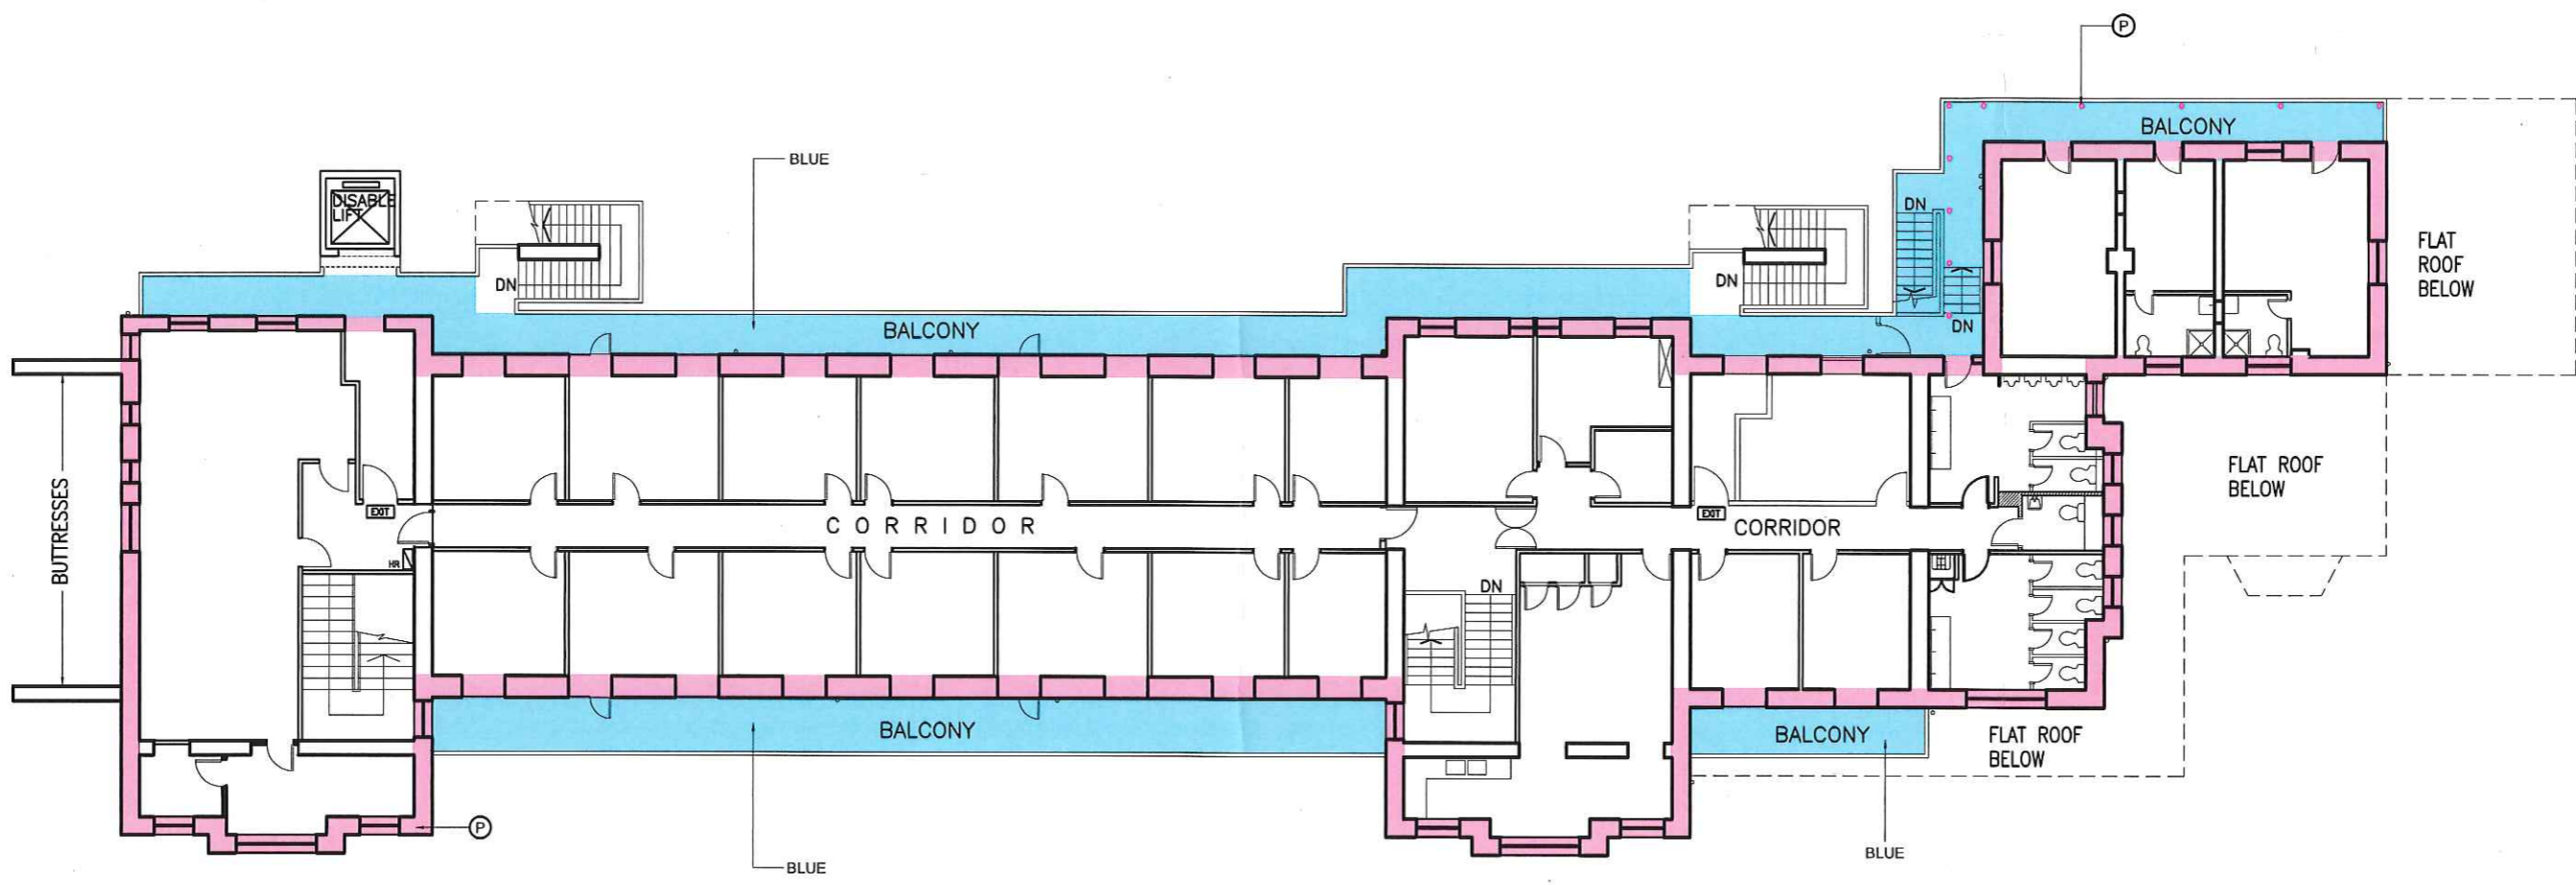 P
BALCONY
BLUE
DISABLE
LIFT
DN
DN
DN
DN
FLAT
ROOF
BELOW
BALCONY
BUTTRESSES
EXIT
CORRIDOR
EXIT
CORRIDOR
FLAT ROOF
BELOW
HR
DN
BALCONY
BALCONY
FLAT ROOF
BELOW
P
BLUE
BLUE